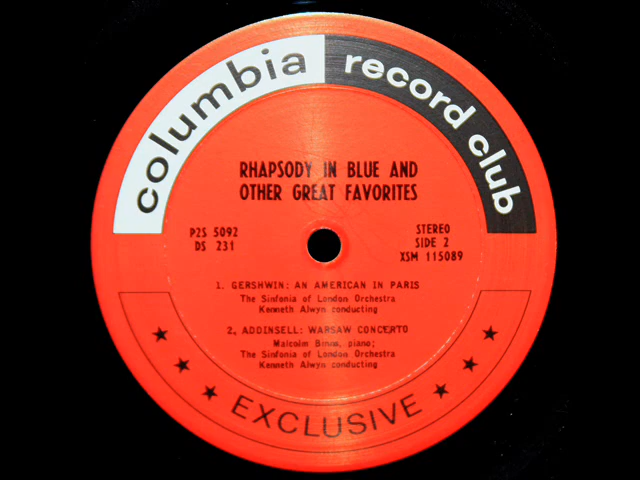 columbia record club
RHAPSODY IN BLUE AND
OTHER GREAT FAVORITES
P2S 5092
DS 231
STEREO
SIDE 2
XSM 115089
1. GERSHWIN: AN AMERICAN IN PARIS
The Sinfonia of London Orchestra
Kenneth Alwyn conducting
2. ADDINSELL: WARSAW CONCERTO
Malcolm Binns, piano;
The Sinfonia of London Orchestra
Kenneth Alwyn conducting
EXCLUSIVE